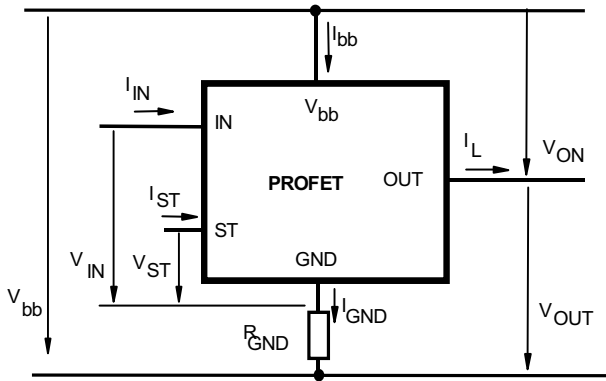 Ibb
IIN
Vbb
IN
IL
VON
PROFET
OUT
IST
ST
VIN
VST
GND
Vbb
IGND
VOUT
RGND